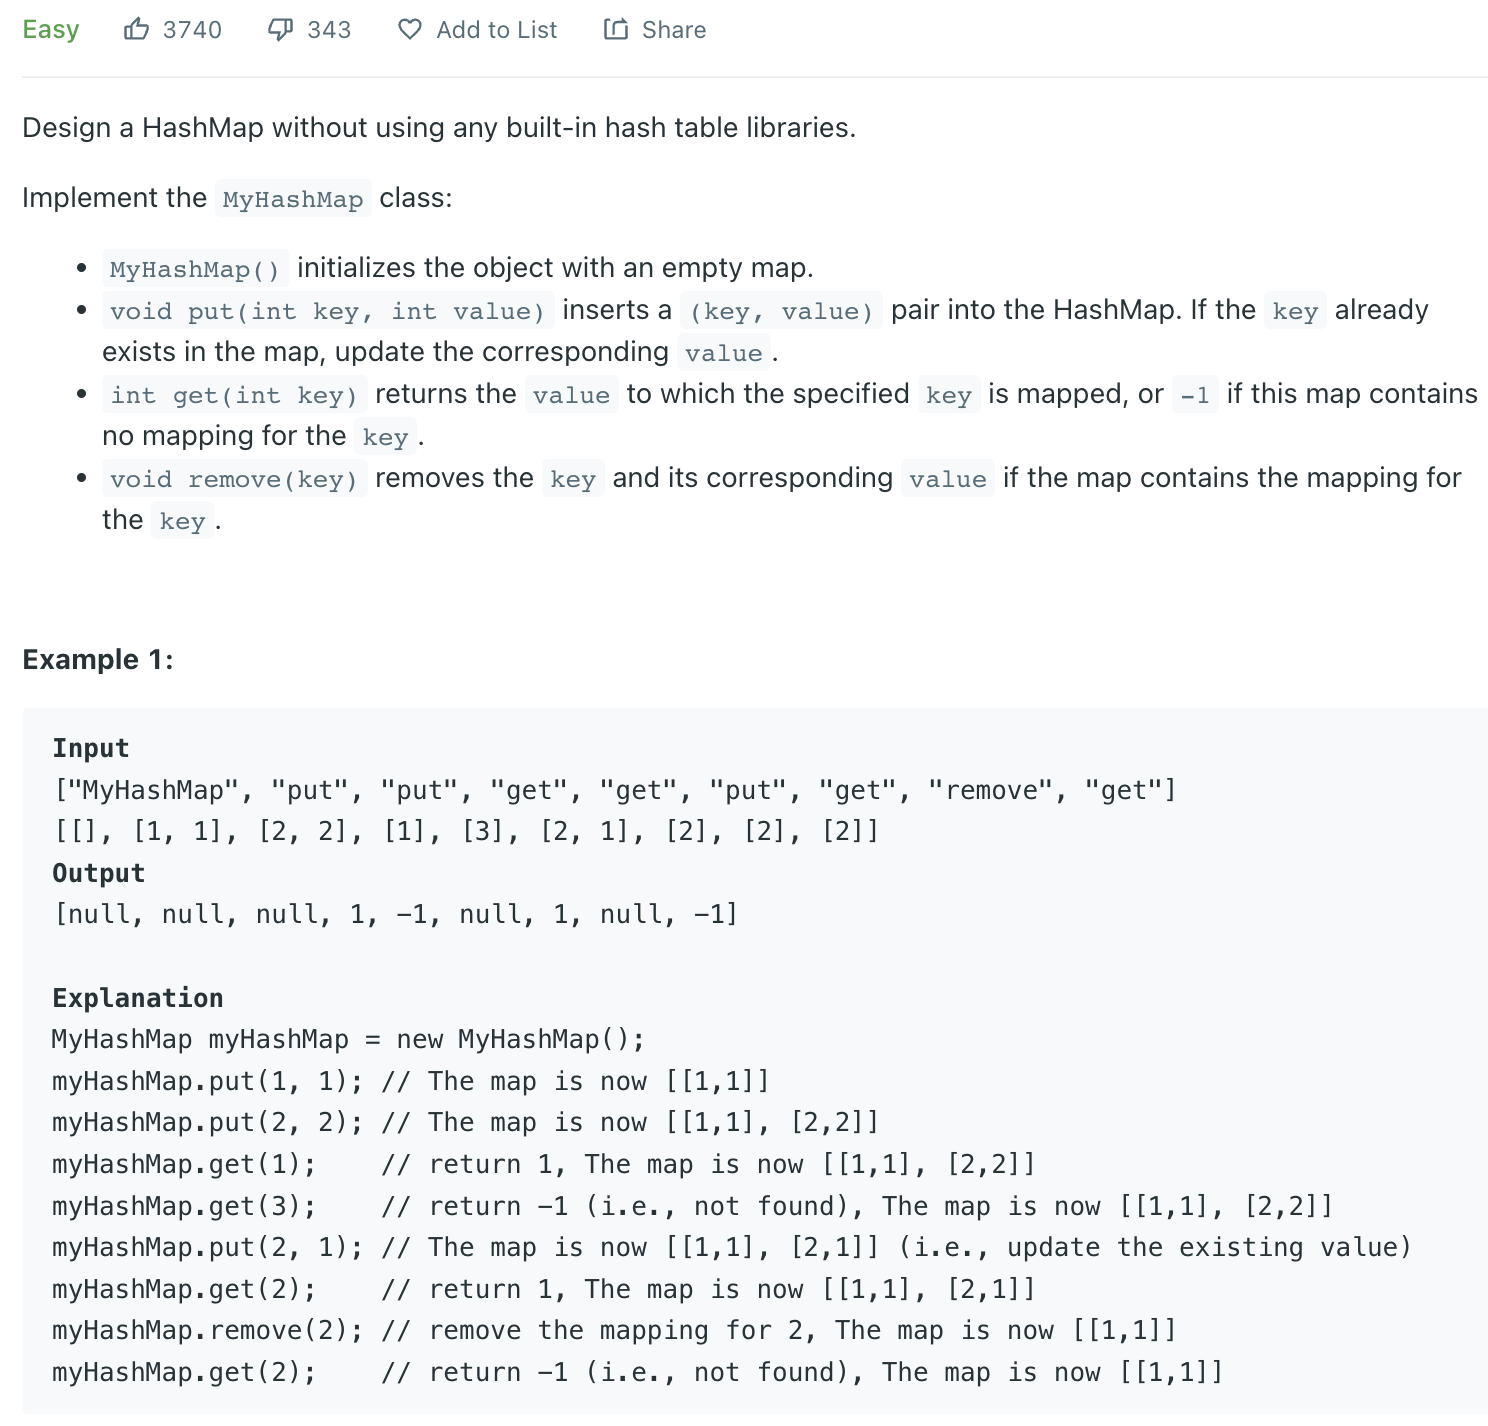 Easy 3740 343 Add to List Share
Design a HashMap without using any built-in hash table libraries.
Implement the MyHashMap class:
• MyHashMap() initializes the object with an empty map.
• void put(int key, int value) inserts a (key, value) pair into the HashMap. If the key already
exists in the map, update the corresponding value.
• int get(int key) returns the value to which the specified key is mapped, or -1 if this map contains
no mapping for the key.
• void remove(key) removes the key and its corresponding value if the map contains the mapping for
the key.
Example 1:
Input
["MyHashMap", "put", "put", "get", "get", "put", "get", "remove", "get"]
[[], [1, 1], [2, 2], [1], [3], [2, 1], [2], [2], [2]]
Output
[null, null, null, 1, -1, null, 1, null, -1]
Explanation
MyHashMap myHashMap = new MyHashMap();
myHashMap.put(1, 1); // The map is now [[1,1]]
myHashMap.put(2, 2); // The map is now [[1,1], [2,2]]
myHashMap.get(1);    // return 1, The map is now [[1,1], [2,2]]
myHashMap.get(3);    // return -1 (i.e., not found), The map is now [[1,1], [2,2]]
myHashMap.put(2, 1); // The map is now [[1,1], [2,1]] (i.e., update the existing value)
myHashMap.get(2);    // return 1, The map is now [[1,1], [2,1]]
myHashMap.remove(2); // remove the mapping for 2, The map is now [[1,1]]
myHashMap.get(2);    // return -1 (i.e., not found), The map is now [[1,1]]